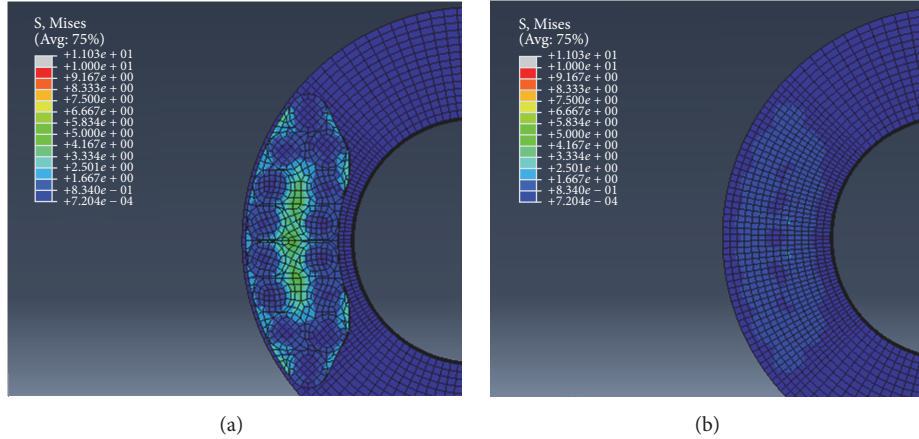 S, Mises
(Avg: 75%)
+1.103e + 01
+1.000e + 01
+9.167e + 00
+8.333e + 00
+7.500e + 00
+6.667e + 00
+5.834e + 00
+5.000e + 00
+4.167e + 00
+3.334e + 00
+2.501e + 00
+1.667e + 00
+8.340e − 01
+7.204e − 04
(a)
S, Mises
(Avg: 75%)
+1.103e + 01
+1.000e + 01
+9.167e + 00
+8.333e + 00
+7.500e + 00
+6.667e + 00
+5.834e + 00
+5.000e + 00
+4.167e + 00
+3.334e + 00
+2.501e + 00
+1.667e + 00
+8.340e − 01
+7.204e − 04
(b)